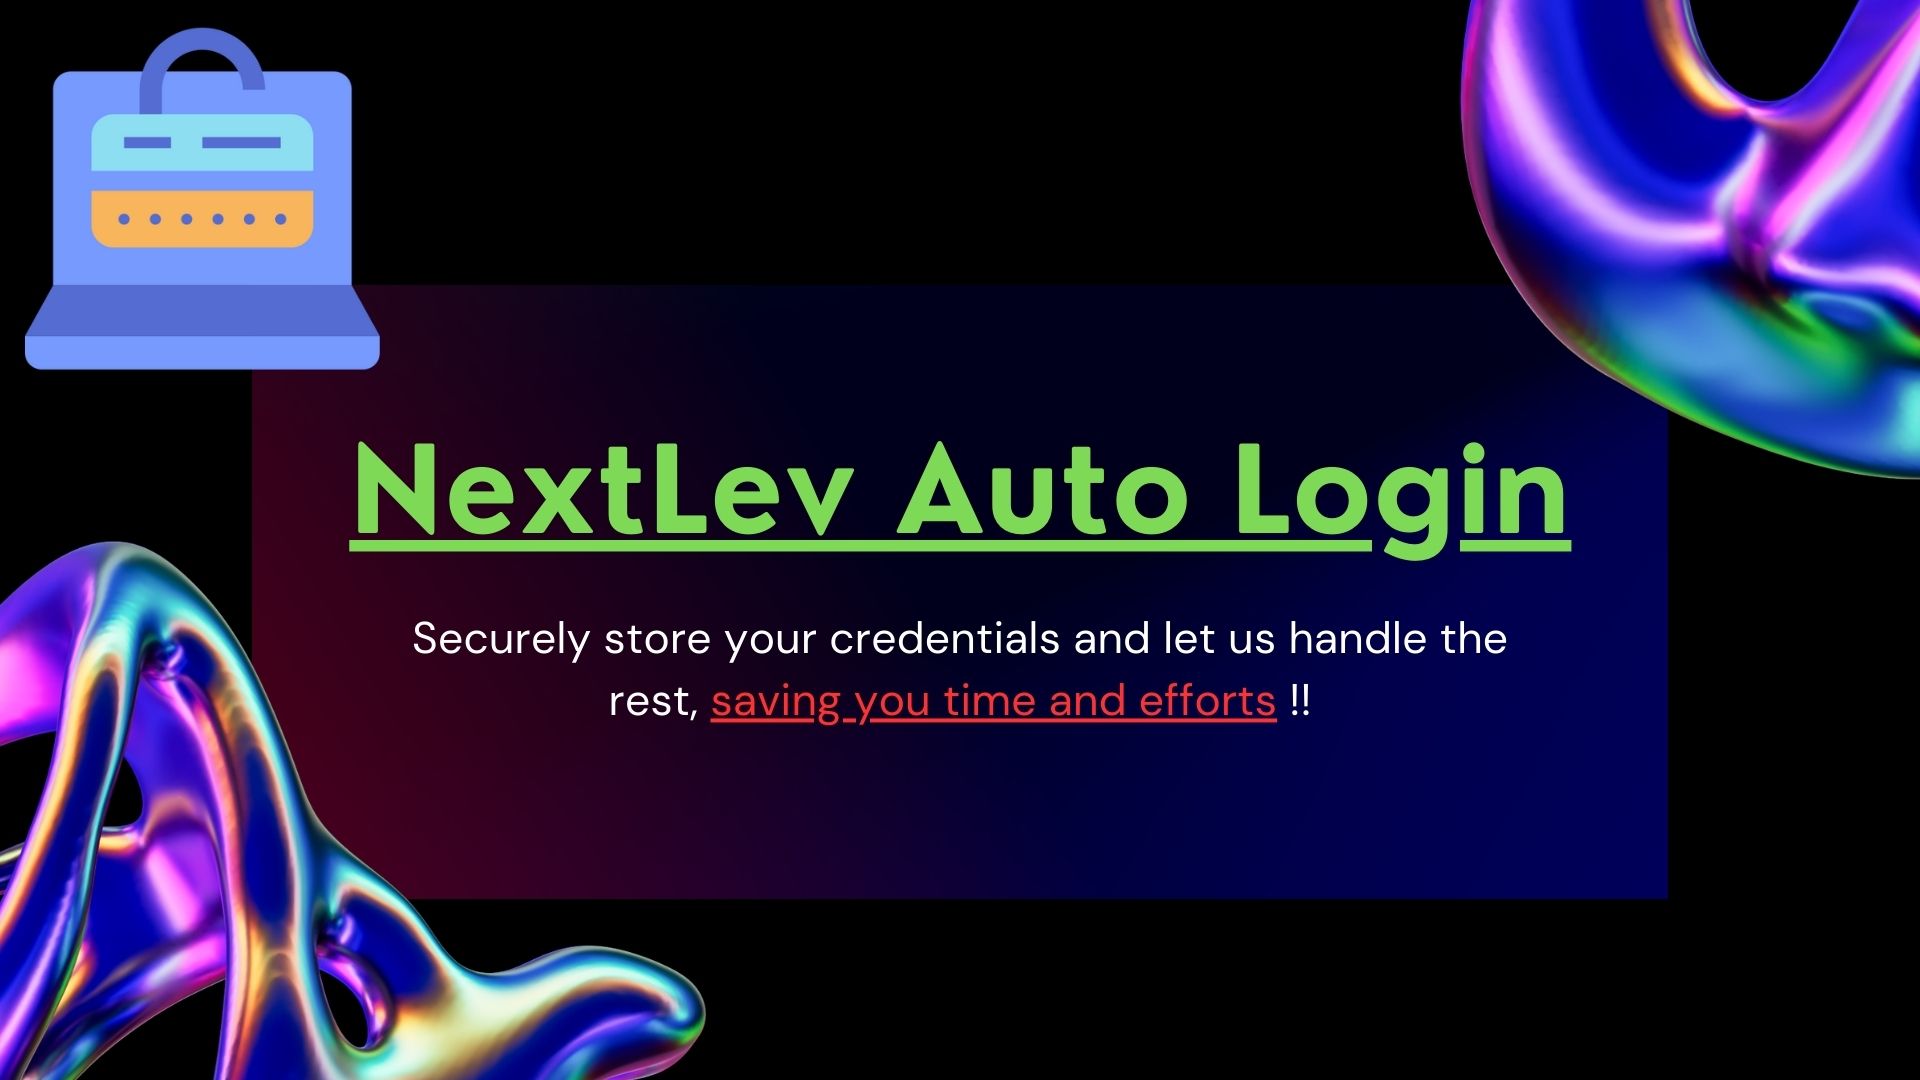 NextLev Auto Login
Securely store your credentials and let us handle the
rest, saving you time and efforts !!